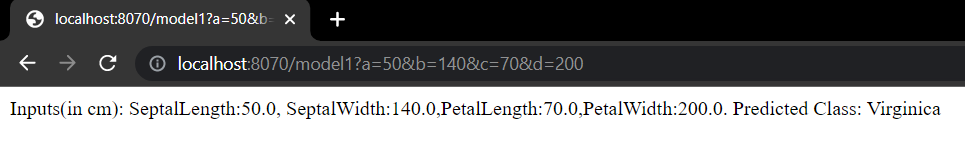 localhost:8070/model1?a=50&b=
localhost:8070/model1?a=50&b=140&c=70&d=200
Inputs(in cm): SeptalLength:50.0, SeptalWidth:140.0,PetalLength:70.0,PetalWidth:200.0. Predicted Class: Virginica